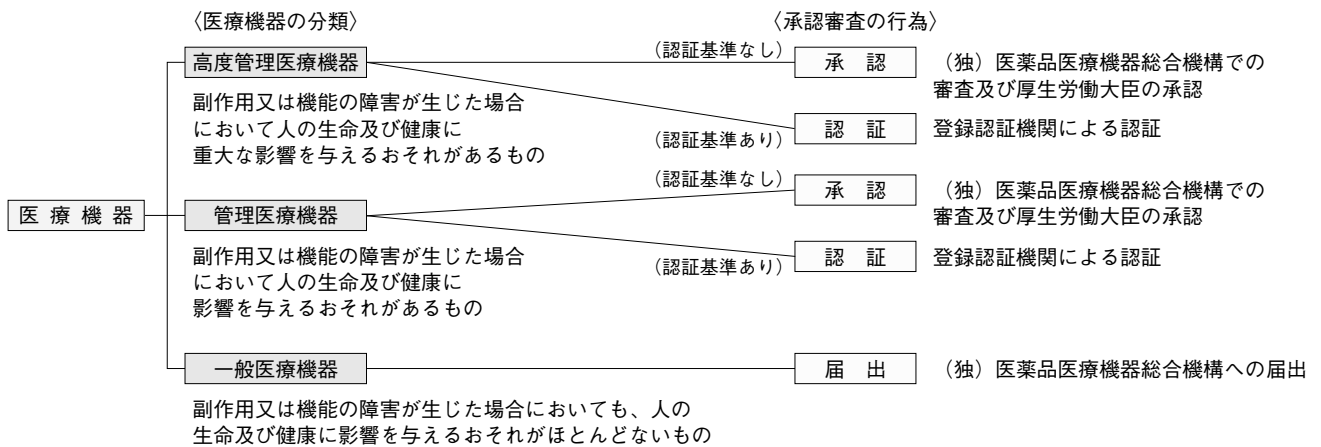 〈医療機器の分類〉
〈承認審査の行為〉
医療機器
高度管理医療機器
副作用又は機能の障害が生じた場合
において人の生命及び健康に
重大な影響を与えるおそれがあるもの
（認証基準なし）
承認
（独）医薬品医療機器総合機構での
審査及び厚生労働大臣の承認
（認証基準あり）
認証
登録認証機関による認証
管理医療機器
副作用又は機能の障害が生じた場合
において人の生命及び健康に
影響を与えるおそれがあるもの
（認証基準なし）
承認
（独）医薬品医療機器総合機構での
審査及び厚生労働大臣の承認
（認証基準あり）
認証
登録認証機関による認証
一般医療機器
副作用又は機能の障害が生じた場合においても、人の
生命及び健康に影響を与えるおそれがほとんどないもの
届出
（独）医薬品医療機器総合機構への届出